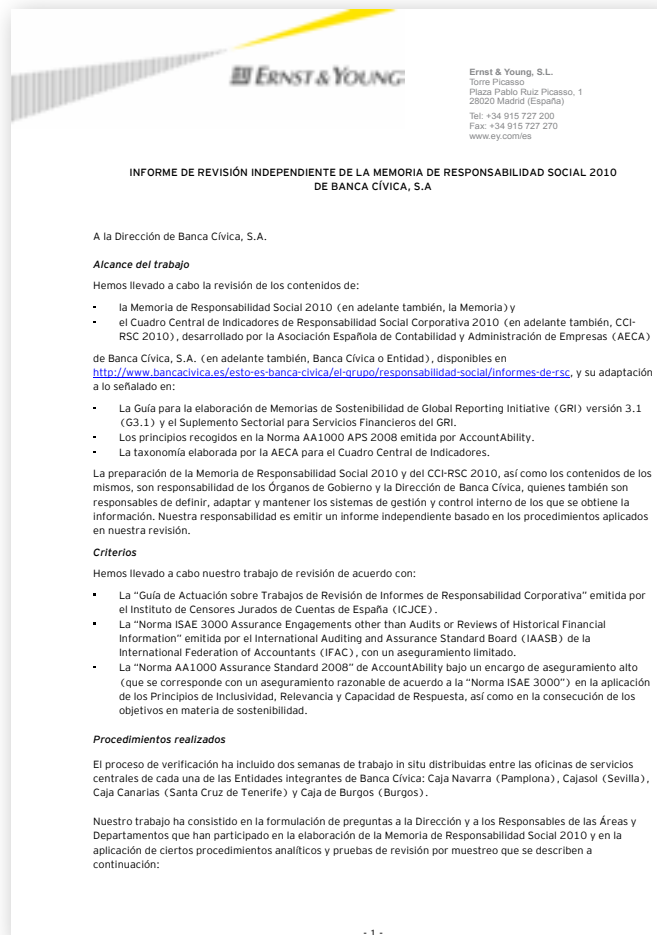 ERNST & YOUNG
Ernst & Young, S.L.
Torre Picasso
Plaza Pablo Ruiz Picasso, 1
28020 Madrid (España)
Tel: +34 915 727 200
Fax: +34 915 727 270
www.ey.com/es
INFORME DE REVISIÓN INDEPENDIENTE DE LA MEMORIA DE RESPONSABILIDAD SOCIAL 2010
DE BANCA CÍVICA, S.A
A la Dirección de Banca Cívica, S.A.
Alcance del trabajo
Hemos llevado a cabo la revisión de los contenidos de:
▪ la Memoria de Responsabilidad Social 2010 (en adelante también, la Memoria) y
▪ el Cuadro Central de Indicadores de Responsabilidad Social Corporativa 2010 (en adelante también, CCI-
RSC 2010), desarrollado por la Asociación Española de Contabilidad y Administración de Empresas (AECA)
de Banca Cívica, S.A. (en adelante también, Banca Cívica o Entidad), disponibles en
http://www.bancacivica.es/esto-es-banca-civica/el-grupo/responsabilidad-social/informes-de-rsc, y su adaptación
a lo señalado en:
▪ La Guía para la elaboración de Memorias de Sostenibilidad de Global Reporting Initiative (GRI) versión 3.1
(G3.1) y el Suplemento Sectorial para Servicios Financieros del GRI.
▪ Los principios recogidos en la Norma AA1000 APS 2008 emitida por AccountAbility.
▪ La taxonomía elaborada por la AECA para el Cuadro Central de Indicadores.
La preparación de la Memoria de Responsabilidad Social 2010 y del CCI-RSC 2010, así como los contenidos de los
mismos, son responsabilidad de los Órganos de Gobierno y la Dirección de Banca Cívica, quienes también son
responsables de definir, adaptar y mantener los sistemas de gestión y control interno de los que se obtiene la
información. Nuestra responsabilidad es emitir un informe independiente basado en los procedimientos aplicados
en nuestra revisión.
Criterios
Hemos llevado a cabo nuestro trabajo de revisión de acuerdo con:
▪ La “Guía de Actuación sobre Trabajos de Revisión de Informes de Responsabilidad Corporativa” emitida por
el Instituto de Censores Jurados de Cuentas de España (ICJCE).
▪ La “Norma ISAE 3000 Assurance Engagements other than Audits or Reviews of Historical Financial
Information” emitida por el International Auditing and Assurance Standard Board (IAASB) de la
International Federation of Accountants (IFAC), con un aseguramiento limitado.
▪ La “Norma AA1000 Assurance Standard 2008” de AccountAbility bajo un encargo de aseguramiento alto
(que se corresponde con un aseguramiento razonable de acuerdo a la “Norma ISAE 3000”) en la aplicación
de los Principios de Inclusividad, Relevancia y Capacidad de Respuesta, así como en la consecución de los
objetivos en materia de sostenibilidad.
Procedimientos realizados
El proceso de verificación ha incluido dos semanas de trabajo in situ distribuidas entre las oficinas de servicios
centrales de cada una de las Entidades integrantes de Banca Cívica: Caja Navarra (Pamplona), Cajasol (Sevilla),
Caja Canarias (Santa Cruz de Tenerife) y Caja de Burgos (Burgos).
Nuestro trabajo ha consistido en la formulación de preguntas a la Dirección y a los Responsables de las Áreas y
Departamentos que han participado en la elaboración de la Memoria de Responsabilidad Social 2010 y en la
aplicación de ciertos procedimientos analíticos y pruebas de revisión por muestreo que se describen a
continuación:
- 1 -